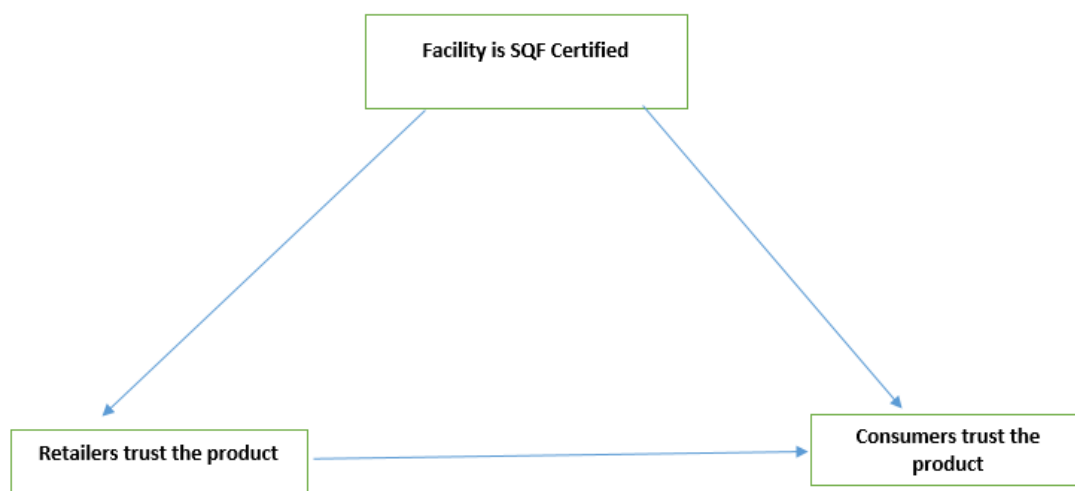 Facility is SQF Certified
Retailers trust the product
Consumers trust the
product